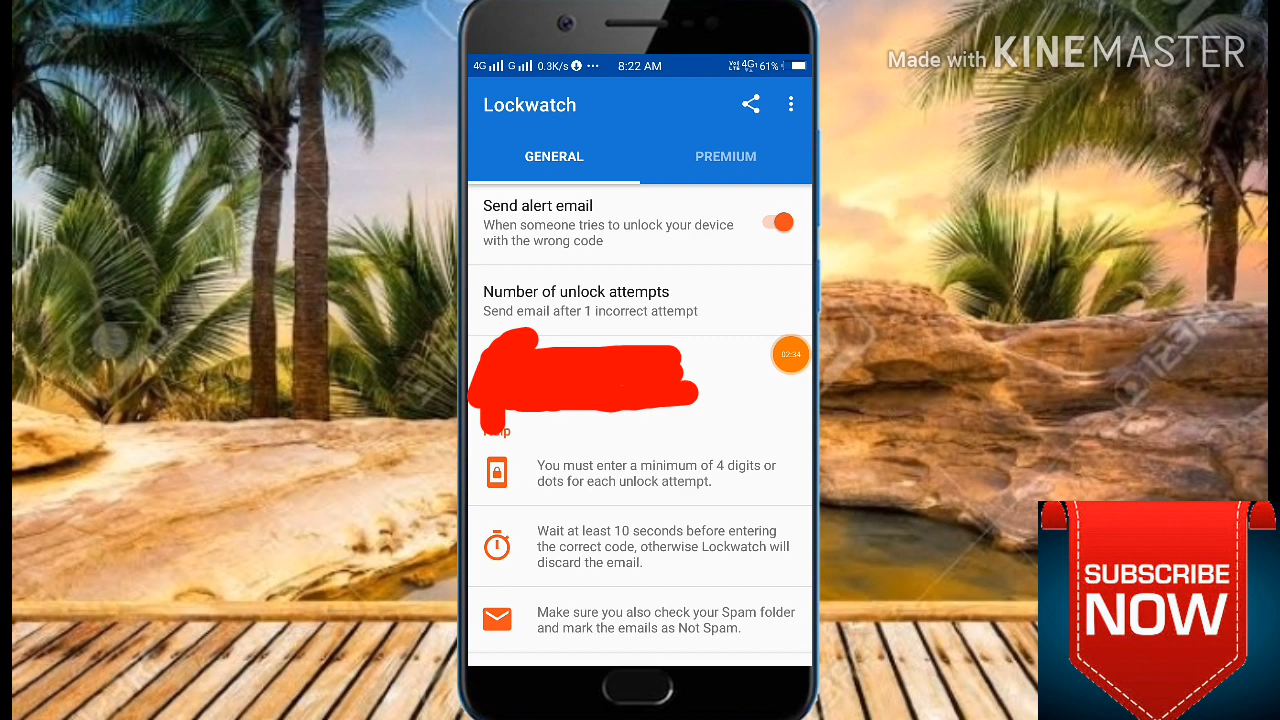 Made with KINEMASTER
4G G 0.3K/s ... 8:22 AM 4G 61%
Lockwatch
GENERAL PREMIUM
Send alert email
When someone tries to unlock your device
with the wrong code
Number of unlock attempts
Send email after 1 incorrect attempt
02:34
You must enter a minimum of 4 digits or
dots for each unlock attempt.
Wait at least 10 seconds before entering
the correct code, otherwise Lockwatch will
discard the email.
Make sure you also check your Spam folder
and mark the emails as Not Spam.
SUBSCRIBE
NOW
123RF